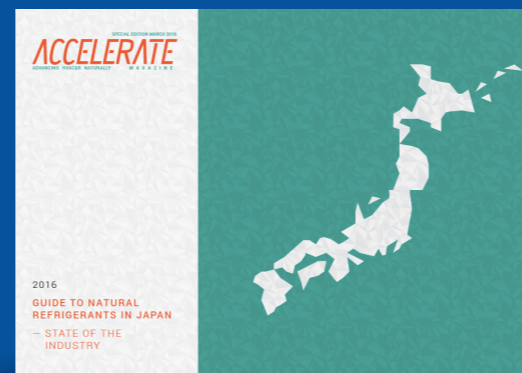 SPECIAL EDITION MARCH 2016
ACCELERATE
ADVANCING HVAC&R NATURALLY MAGAZINE
2016
GUIDE TO NATURAL
REFRIGERANTS IN JAPAN
— STATE OF THE
INDUSTRY